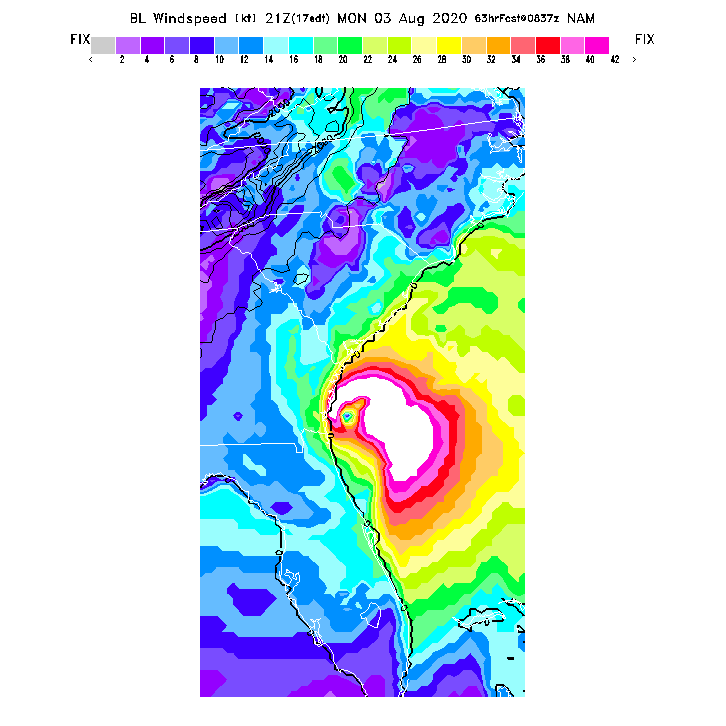 BL Windspeed [kt] 21Z(17edt) MON 03 Aug 2020 63hrFcst@0837z NAM
FIX FIX
< 2 4 6 8 10 12 14 16 18 20 22 24 26 28 30 32 34 36 38 40 42 >